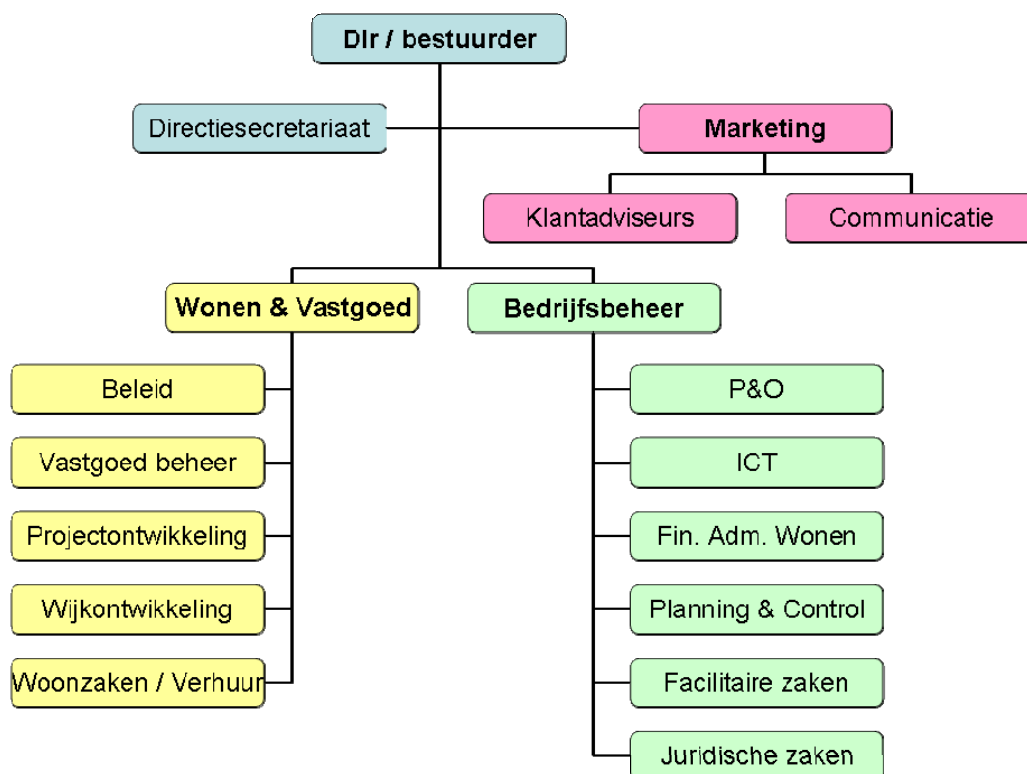 Dir / bestuurder
Directiesecretariaat
Marketing
Klantadviseurs
Communicatie
Wonen & Vastgoed
Bedrijfsbeheer
Beleid
P&O
Vastgoed beheer
ICT
Projectontwikkeling
Fin. Adm. Wonen
Wijkontwikkeling
Planning & Control
Woonzaken / Verhuur
Facilitaire zaken
Juridische zaken